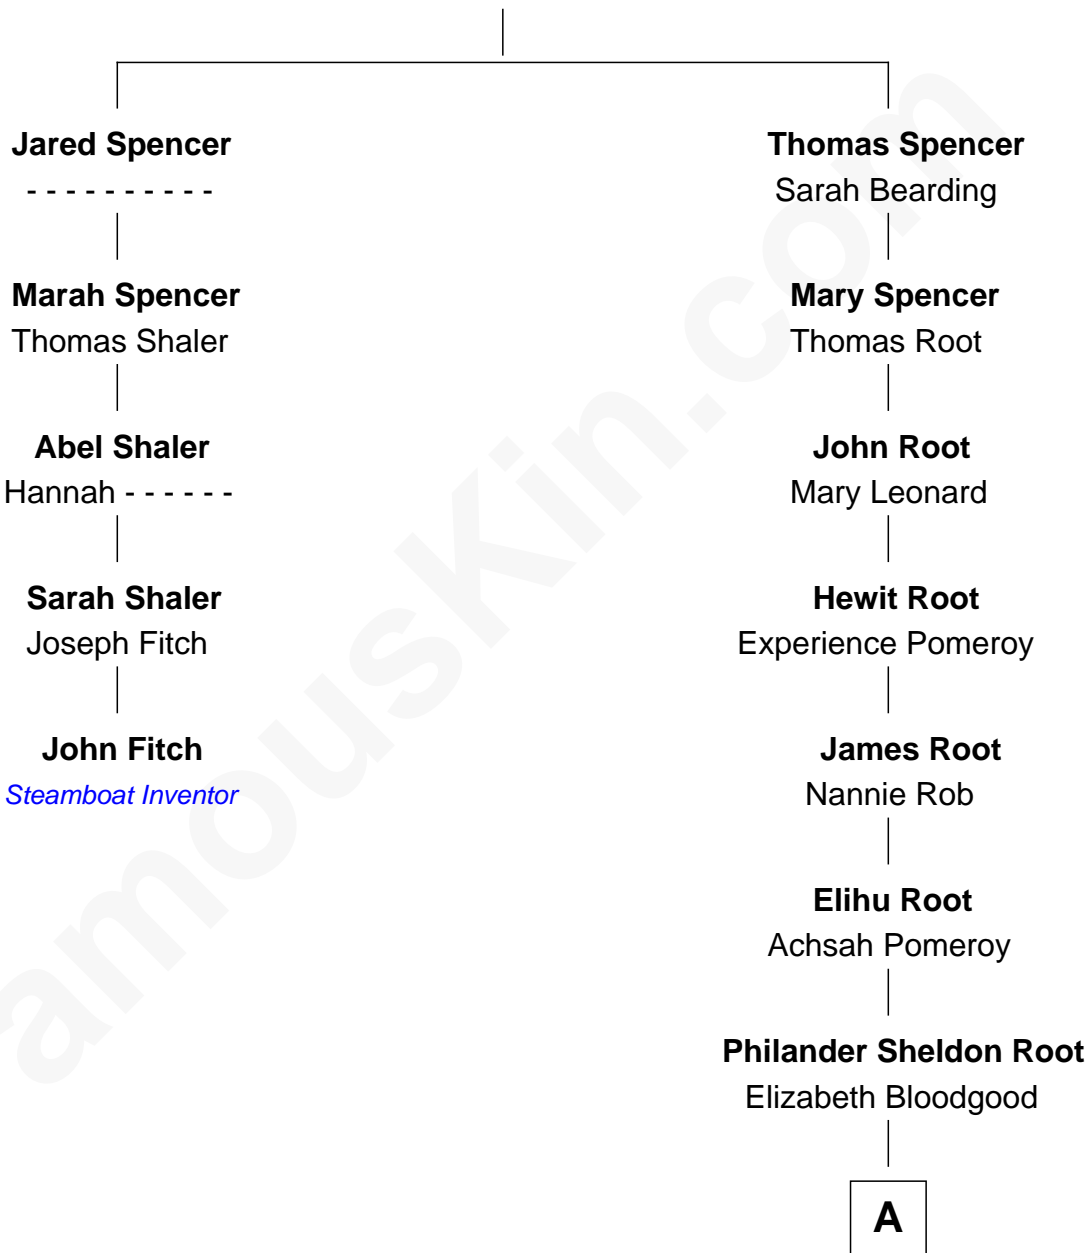 Jared Spencer
- - - - - - - - - -
Marah Spencer
Thomas Shaler
Abel Shaler
Hannah - - - - - -
Sarah Shaler
Joseph Fitch
John Fitch
Steamboat Inventor
Thomas Spencer
Sarah Bearding
Mary Spencer
Thomas Root
John Root
Mary Leonard
Hewit Root
Experience Pomeroy
James Root
Nannie Rob
Elihu Root
Achsah Pomeroy
Philander Sheldon Root
Elizabeth Bloodgood
A
amouskin.com